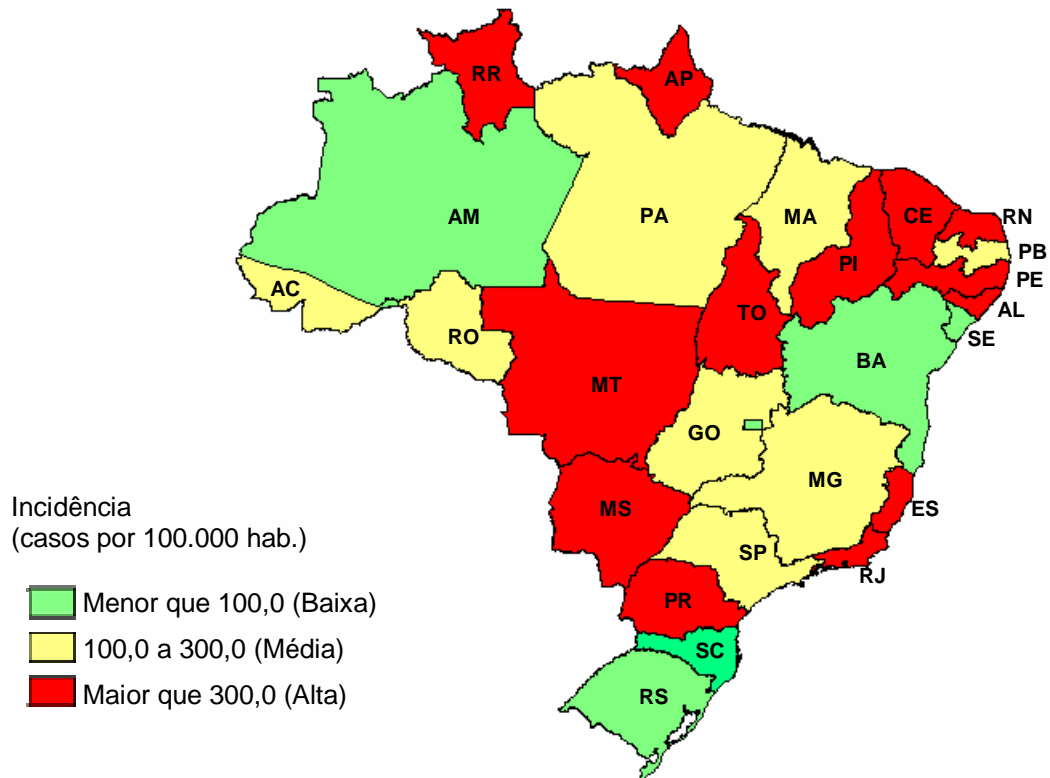 RR
AP
AM
PA
MA
CE
RN
PB
PI
PE
AC
TO
AL
RO
SE
BA
MT
GO
MG
MS
ES
Incidência
(casos por 100.000 hab.)
SP
RJ
Menor que 100,0 (Baixa)
PR
100,0 a 300,0 (Média)
SC
Maior que 300,0 (Alta)
RS